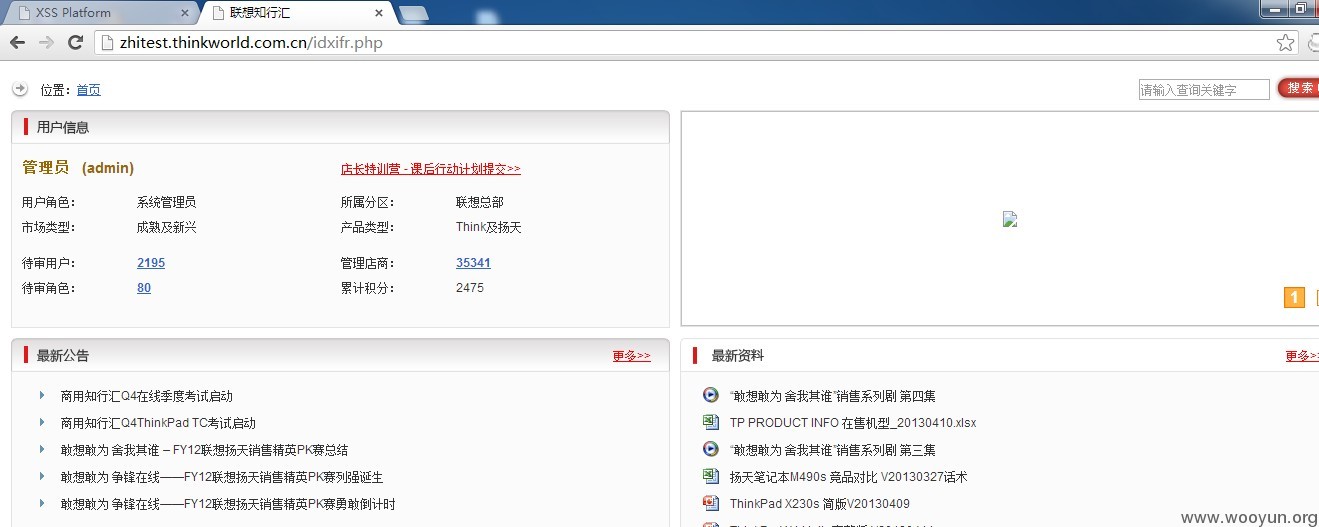 XSS Platform
联想知行汇
zhitest.thinkworld.com.cn/idxifr.php
位置：首页
请输入查询关键字
搜索
用户信息
管理员 (admin)
店长特训营 - 课后行动计划提交>>
用户角色： 系统管理员 所属分区： 联想总部
市场类型： 成熟及新兴 产品类型： Think及扬天
待审用户： 2195 管理店商： 35341
待审角色： 80 累计积分： 2475
1
最新公告 更多>>
商用知行汇Q4在线季度考试启动
商用知行汇Q4ThinkPad TC考试启动
敢想敢为 舍我其谁 – FY12联想扬天销售精英PK赛总结
敢想敢为 争锋在线——FY12联想扬天销售精英PK赛列强诞生
敢想敢为 争锋在线——FY12联想扬天销售精英PK赛勇敢倒计时
最新资料 更多>>
“敢想敢为 舍我其谁”销售系列剧 第四集
TP PRODUCT INFO 在售机型_20130410.xlsx
“敢想敢为 舍我其谁”销售系列剧 第三集
扬天笔记本M490s 竞品对比 V20130327话术
ThinkPad X230s 简版V20130409
www.wooyun.org